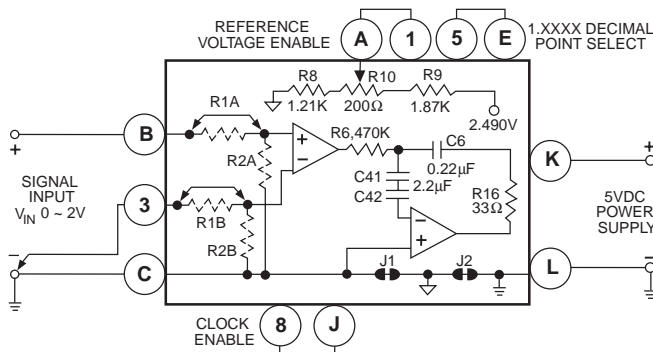 REFERENCE
VOLTAGE ENABLE
A
1
5
E
1.XXXX DECIMAL
POINT SELECT
R8
1.21K
R10
200Ω
R9
1.87K
2.490V
R1A
B
R2A
+
−
R6,470K
C6
0.22µF
C41
2.2µF
C42
R16
33Ω
K
+
SIGNAL
INPUT
VIN 0 ~ 2V
+
3
R1B
R2B
−
+
5VDC
POWER
SUPPLY
−
C
J1
J2
L
−
CLOCK
ENABLE
8
J